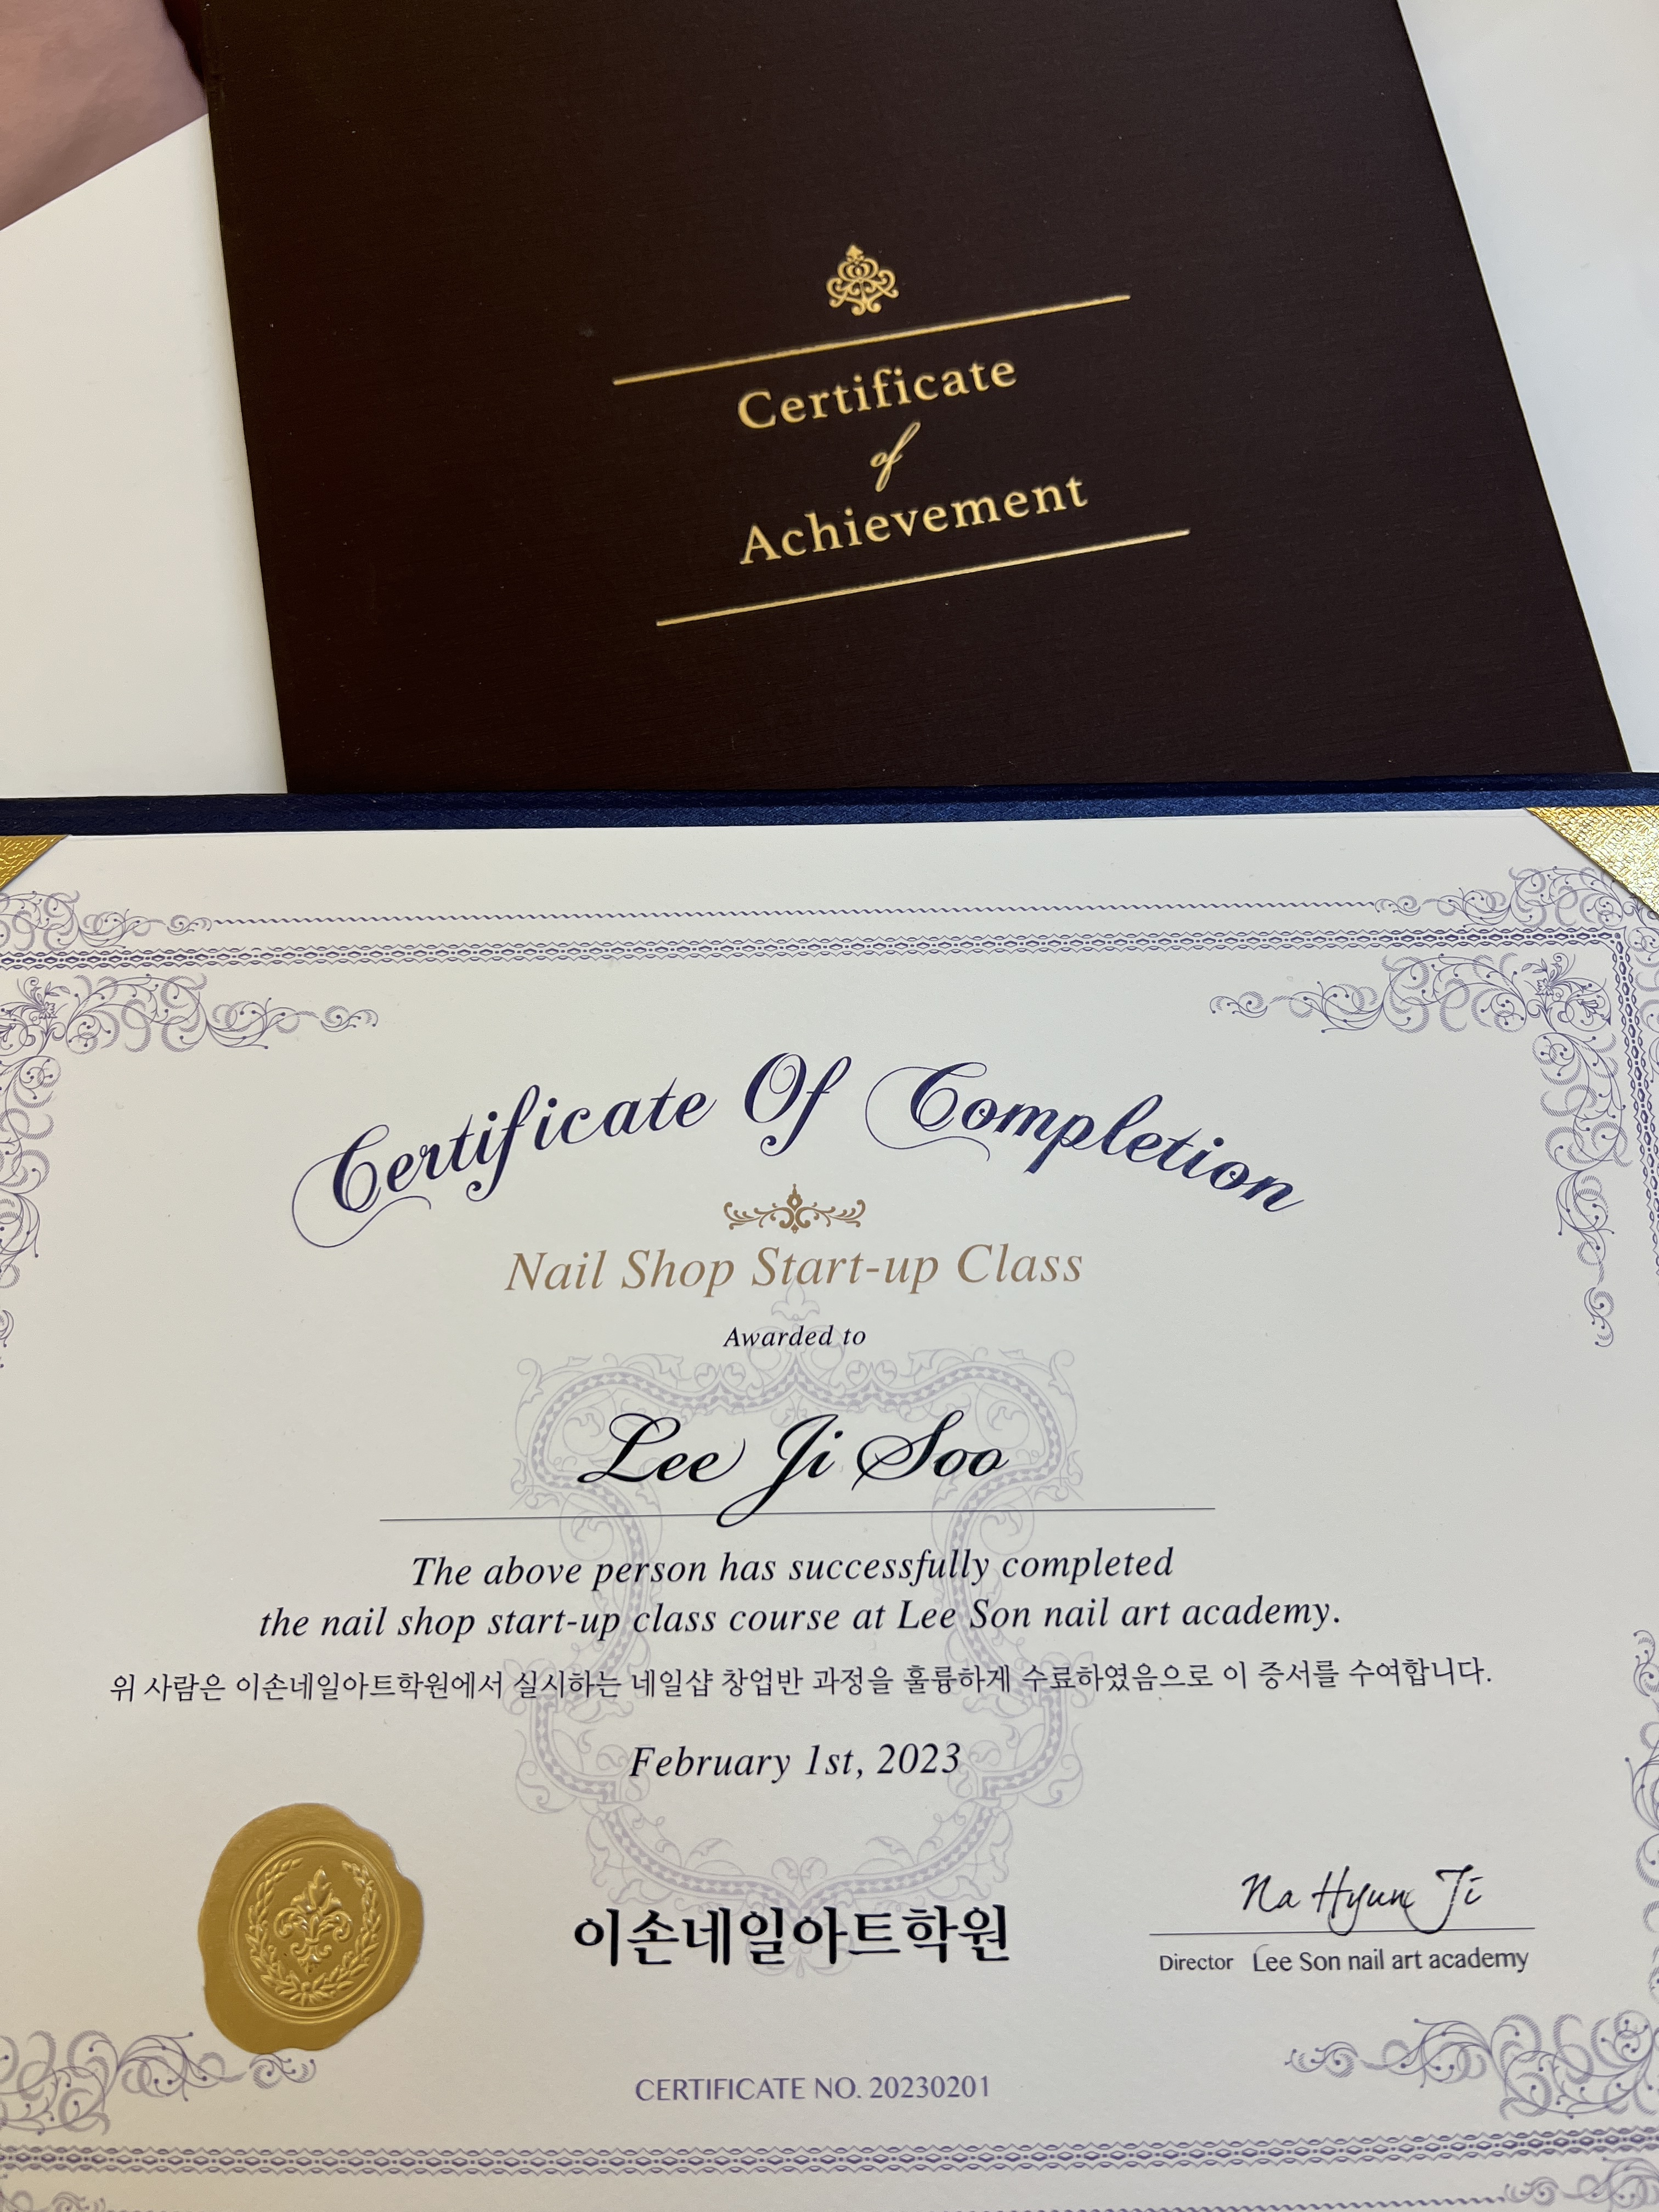 Certificate
of
Achievement
Certificate Of Completion
Nail Shop Start-up Class
Awarded to
Lee Ji Soo
The above person has successfully completed
the nail shop start-up class course at Lee Son nail art academy.
위 사람은 이손네일아트학원에서 실시하는 네일샵 창업반 과정을 훌륭하게 수료하였음으로 이 증서를 수여합니다.
February 1st, 2023
Na Hyun Ji
이손네일아트학원
Director Lee Son nail art academy
CERTIFICATE NO. 20230201